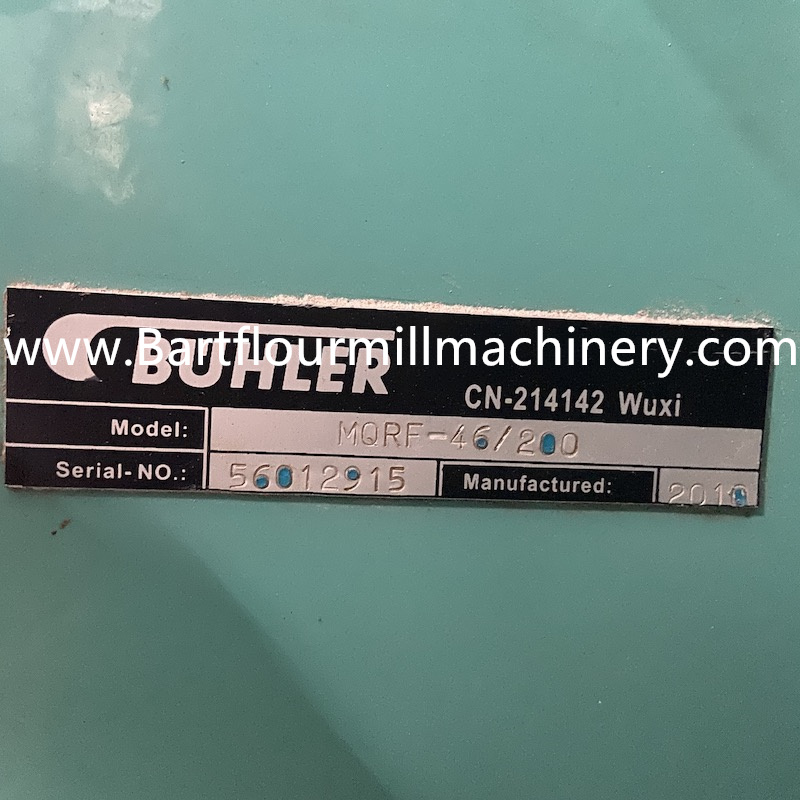 www.Bartflourmillmachinery.com
BÜHLER
CN-214142 Wuxi
Model: MQRF-46/200
Serial-NO.: 56012915 Manufactured: 2010